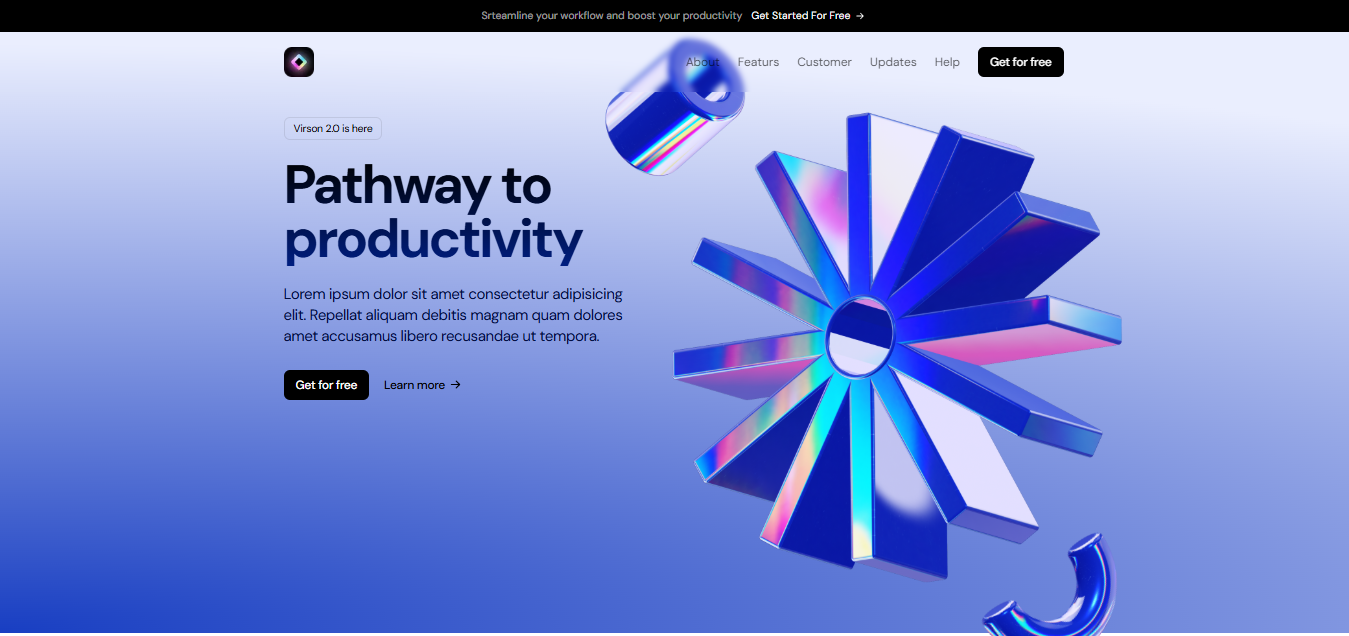 Srteamline your workflow and boost your productivity Get Started For Free →
About Featurs Customer Updates Help Get for free
Virson 2.0 is here
Pathway to
productivity
Lorem ipsum dolor sit amet consectetur adipisicing
elit. Repellat aliquam debitis magnam quam dolores
amet accusamus libero recusandae ut tempora.
Get for free Learn more →